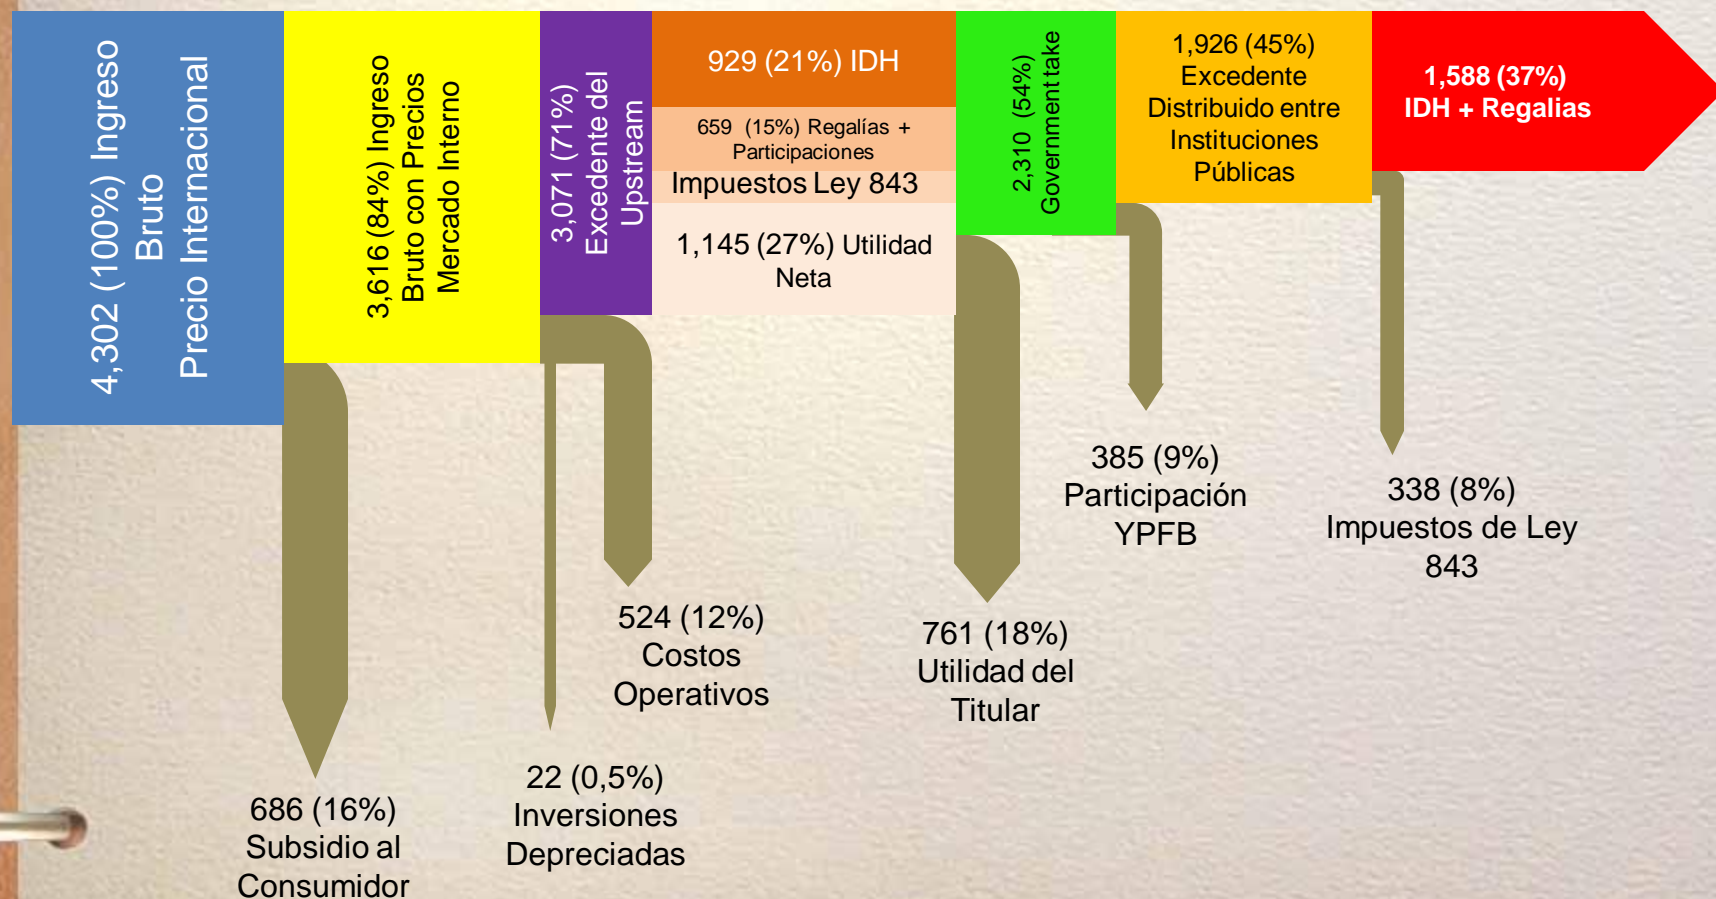 4,302 (100%) Ingreso
Bruto
Precio Internacional
3,616 (84%) Ingreso
Bruto con Precios
Mercado Interno
3,071 (71%)
Excedente del
Upstream
929 (21%) IDH
659 (15%) Regalías +
Participaciones
Impuestos Ley 843
1,145 (27%) Utilidad
Neta
2,310 (54%)
Government take
1,926 (45%)
Excedente
Distribuido entre
Instituciones
Públicas
1,588 (37%)
IDH + Regalias
686 (16%)
Subsidio al
Consumidor
22 (0,5%)
Inversiones
Depreciadas
524 (12%)
Costos
Operativos
761 (18%)
Utilidad del
Titular
385 (9%)
Participación
YPFB
338 (8%)
Impuestos de Ley
843